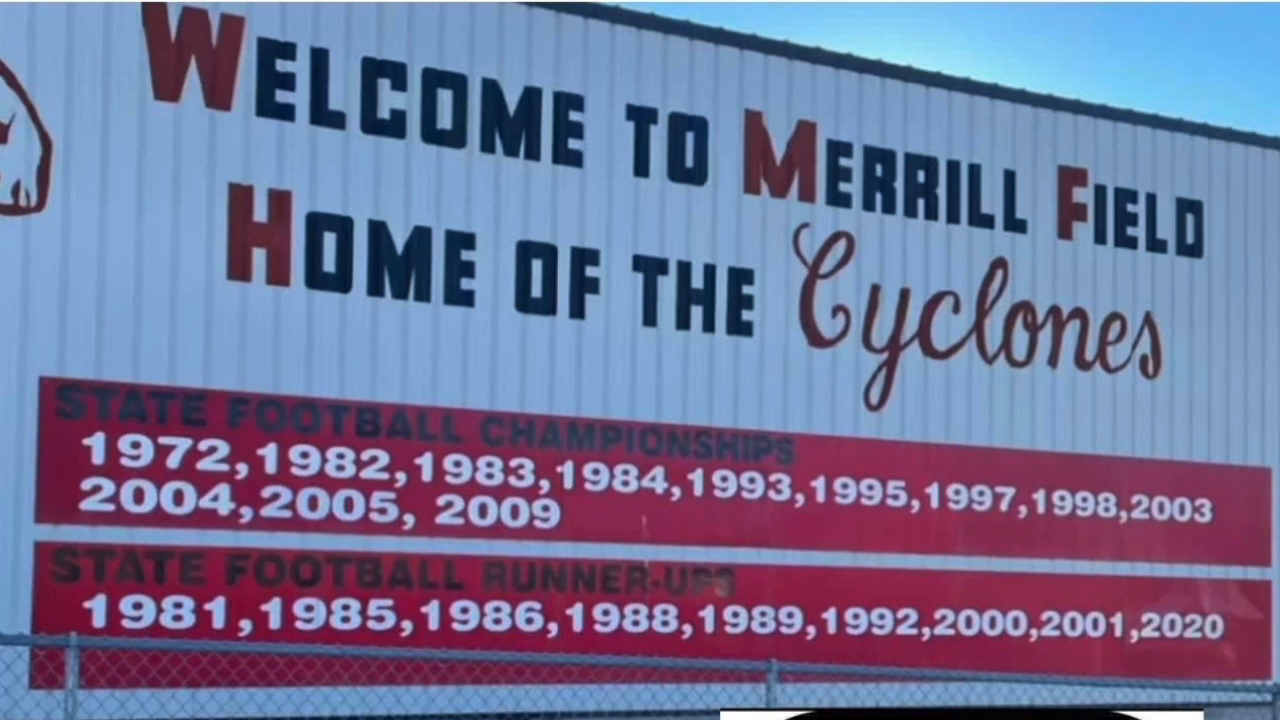 WELCOME TO MERRILL FIELD
HOME OF THE Cyclones
STATE FOOTBALL CHAMPIONSHIPS
1972,1982,1983,1984,1993,1995,1997,1998,2003
2004,2005, 2009
STATE FOOTBALL RUNNER-UPS
1981,1985,1986,1988,1989,1992,2000,2001,2020